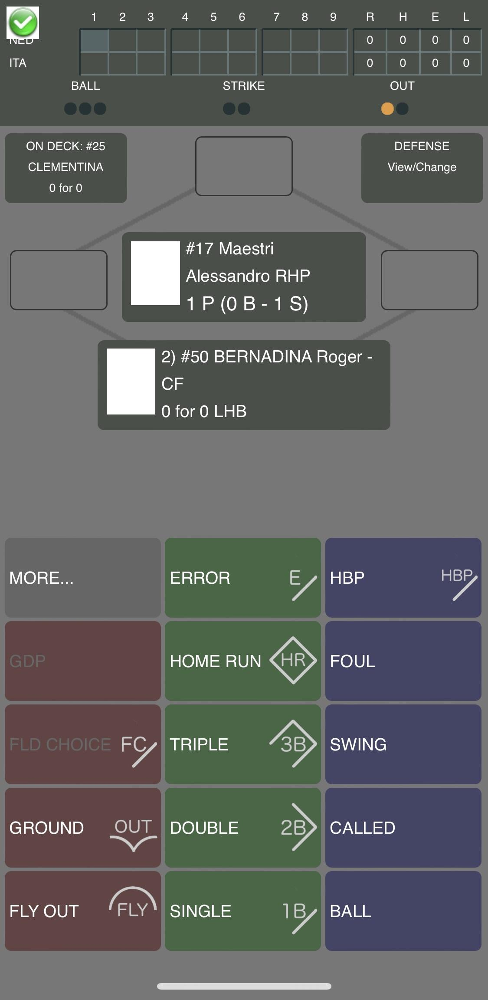 1 2 3 4 5 6 7 8 9 R H E L
NED 0 0 0 0
ITA 0 0 0 0
BALL STRIKE OUT
ON DECK: #25
CLEMENTINA
0 for 0
DEFENSE
View/Change
#17 Maestri
Alessandro RHP
1 P (0 B - 1 S)
2) #50 BERNADINA Roger -
CF
0 for 0 LHB
MORE... ERROR E HBP HBP
GDP HOME RUN HR FOUL
FLD CHOICE FC TRIPLE 3B SWING
GROUND OUT DOUBLE 2B CALLED
FLY OUT FLY SINGLE 1B BALL